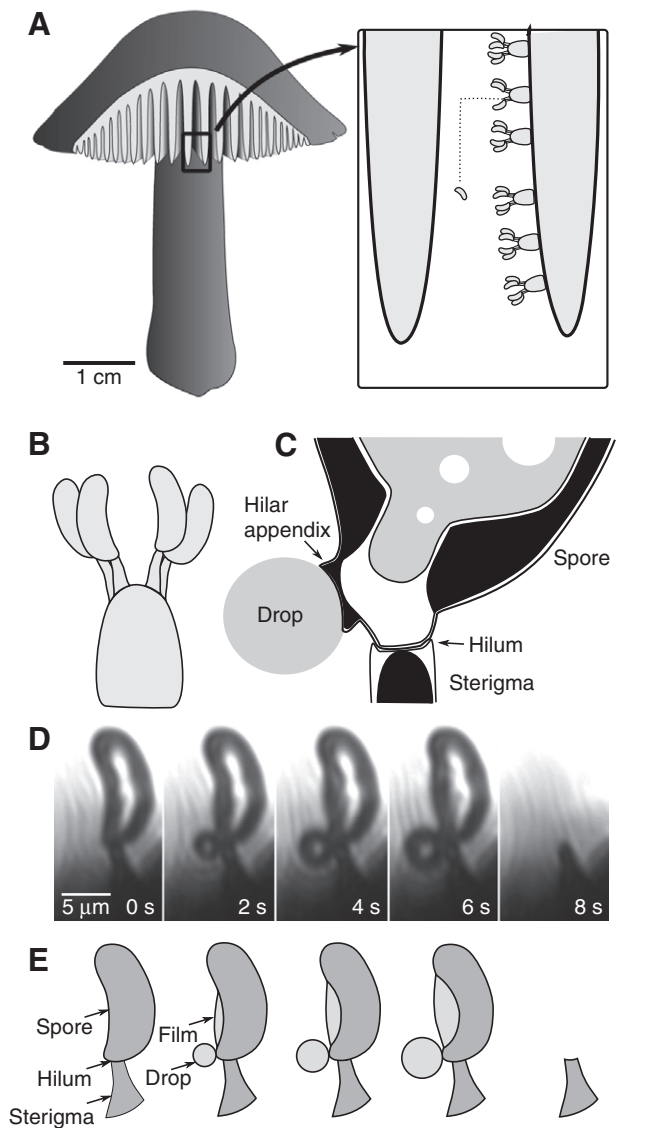 A
1 cm
B
C
Hilar
appendix
Drop
Spore
Hilum
Sterigma
D
5 μm
0 s
2 s
4 s
6 s
8 s
E
Spore
Film
Hilum
Drop
Sterigma